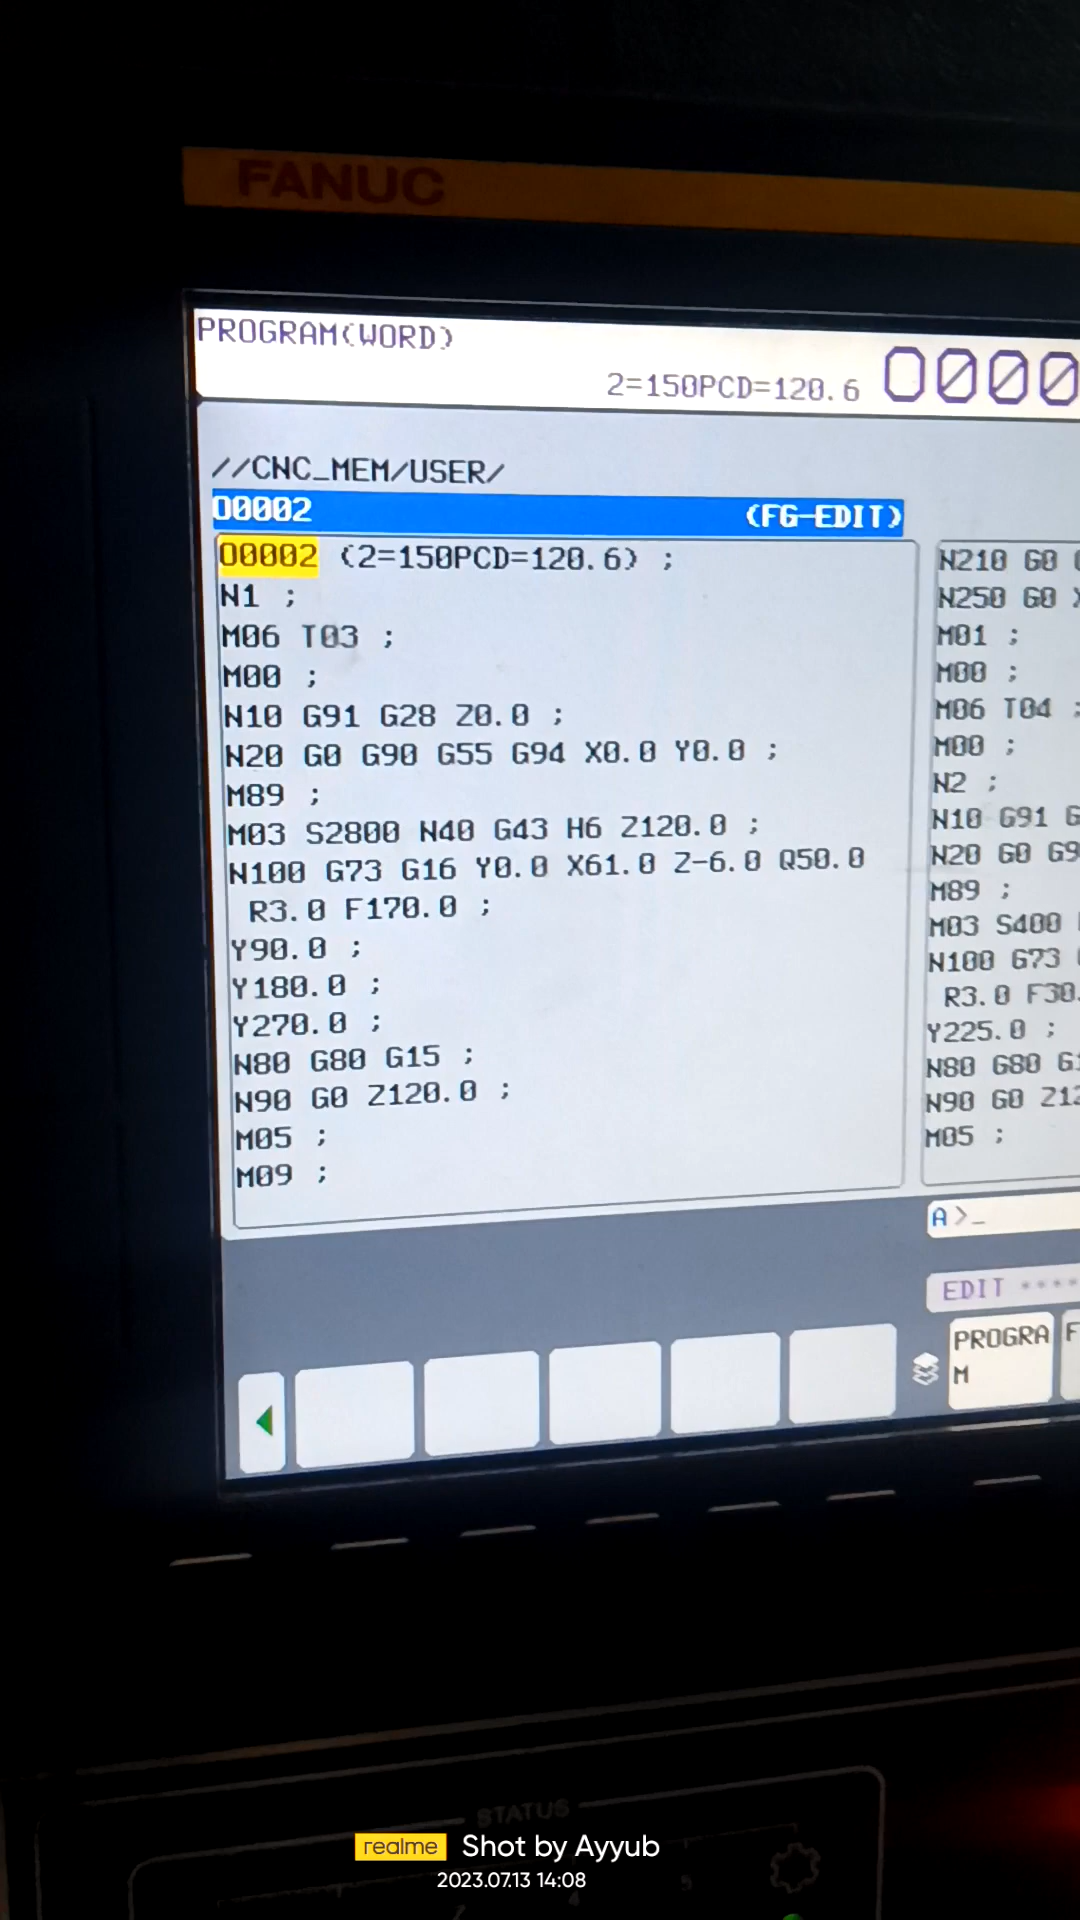 FANUC
PROGRAM(WORD)
2=150PCD=120.6 O000
//CNC_MEM/USER/
O0002 (FG-EDIT)
O0002 (2=150PCD=120.6) ;
N1 ;
M06 T03 ;
M00 ;
N10 G91 G28 Z0.0 ;
N20 G0 G90 G55 G94 X0.0 Y0.0 ;
M89 ;
M03 S2800 N40 G43 H6 Z120.0 ;
N100 G73 G16 Y0.0 X61.0 Z-6.0 Q50.0
R3.0 F170.0 ;
Y90.0 ;
Y180.0 ;
Y270.0 ;
N80 G80 G15 ;
N90 G0 Z120.0 ;
M05 ;
M09 ;
N210 G0
N250 G0 X
M01 ;
M00 ;
M06 T04 ;
M00 ;
N2 ;
N10 G91 G
N20 G0 G9
M89 ;
M03 S400
N100 G73
R3.0 F30.
Y225.0 ;
N80 G80 G1
N90 G0 Z12
M05 ;
A >_
EDIT ****
PROGRA
M
F
STATUS
5
4
realme Shot by Ayyub
2023.07.13 14:08